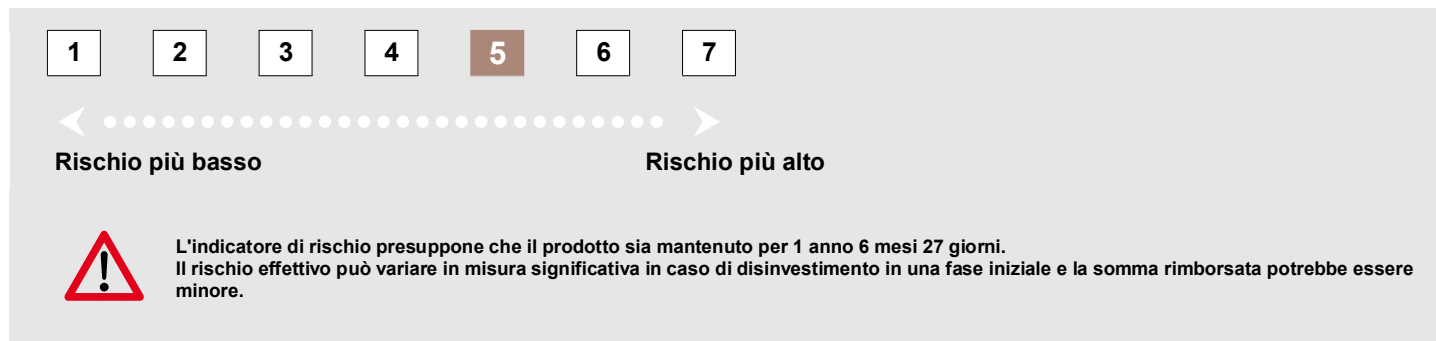 1 2 3 4 5 6 7
Rischio più basso Rischio più alto
L'indicatore di rischio presuppone che il prodotto sia mantenuto per 1 anno 6 mesi 27 giorni.
Il rischio effettivo può variare in misura significativa in caso di disinvestimento in una fase iniziale e la somma rimborsata potrebbe essere
minore.